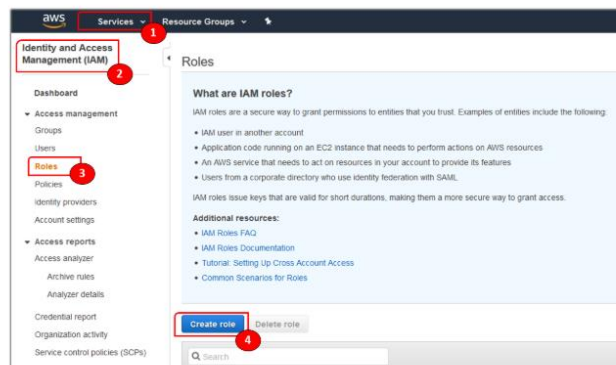 aws Services Resource Groups
1
Identity and Access
Management (IAM)
2
Dashboard
Access management
Groups
Users
Roles
3
Policies
Identity providers
Account settings
Access reports
Access analyzer
Archive rules
Analyzer details
Credential report
Organization activity
Service control policies (SCPs)
Roles
What are IAM roles?
IAM roles are a secure way to grant permissions to entities that you trust. Examples of entities include the following:
• IAM user in another account
• Application code running on an EC2 instance that needs to perform actions on AWS resources
• An AWS service that needs to act on resources in your account to provide its features
• Users from a corporate directory who use identity federation with SAML
IAM roles issue keys that are valid for short durations, making them a more secure way to grant access.
Additional resources:
• IAM Roles FAQ
• IAM Roles Documentation
• Tutorial: Setting Up Cross Account Access
• Common Scenarios for Roles
Create role Delete role
4
Search